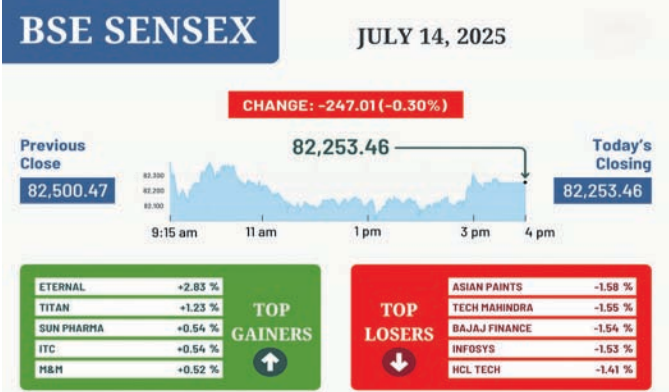 BSE SENSEX
JULY 14, 2025
CHANGE: -247.01 (-0.30%)
Previous
Close
82,500.47
82,253.46
Today's
Closing
82,253.46
82,300
82,200
82,100
9:15 am
11 am
1 pm
3 pm
4 pm
ETERNAL +2.83 %
TITAN +1.23 %
SUN PHARMA +0.54 %
ITC +0.54 %
M&M +0.52 %
TOP
GAINERS
TOP
LOSERS
ASIAN PAINTS -1.58 %
TECH MAHINDRA -1.55 %
BAJAJ FINANCE -1.54 %
INFOSYS -1.53 %
HCL TECH -1.41 %